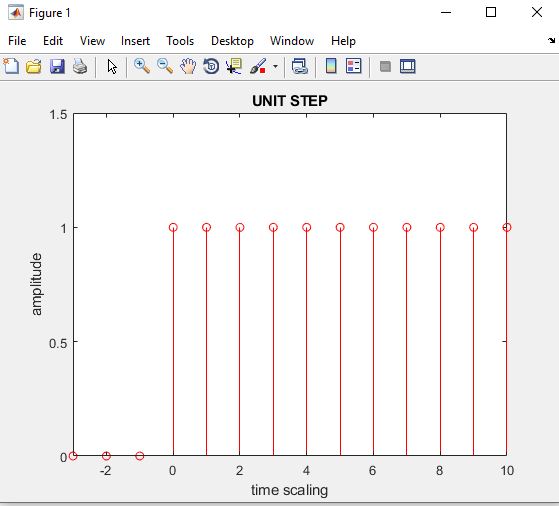 Figure 1
File Edit View Insert Tools Desktop Window Help
UNIT STEP
1.5
1
0.5
0
amplitude
-2 0 2 4 6 8 10
time scaling